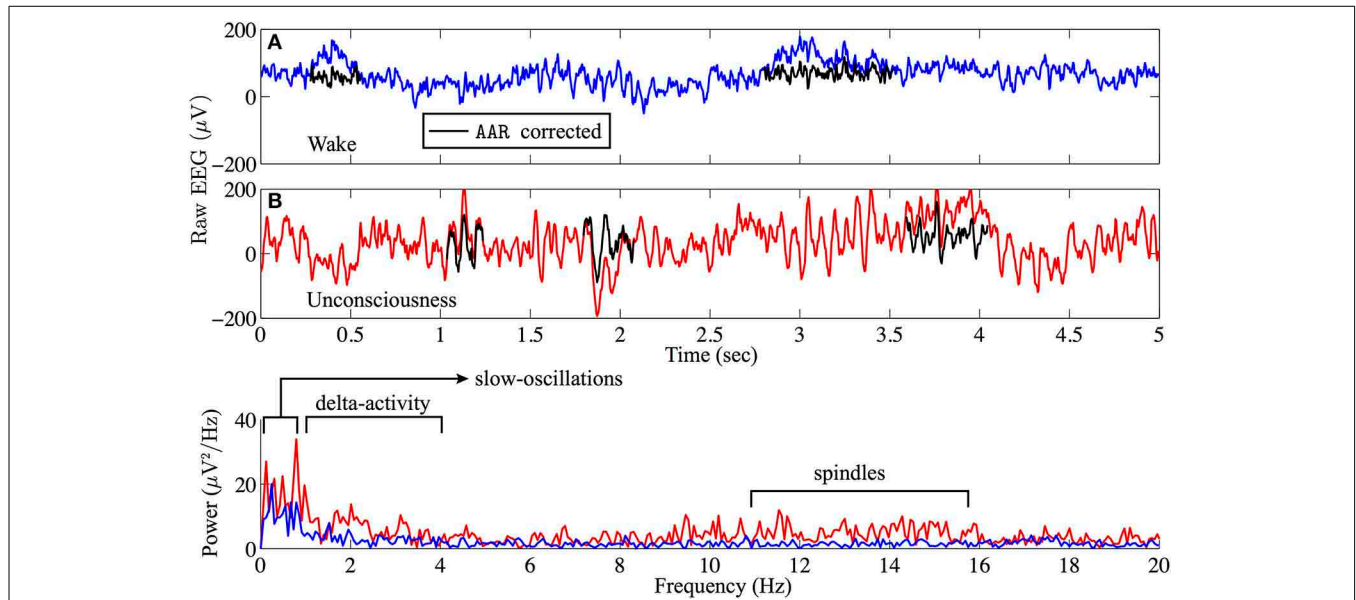 A
200
0
−200
Wake
AAR corrected
Raw EEG (µV)
B
200
0
−200
Unconsciousness
0 0.5 1 1.5 2 2.5 3 3.5 4 4.5 5
Time (sec)
slow-oscillations
delta-activity
spindles
40
20
0
Power (µV²/Hz)
0 2 4 6 8 10 12 14 16 18 20
Frequency (Hz)